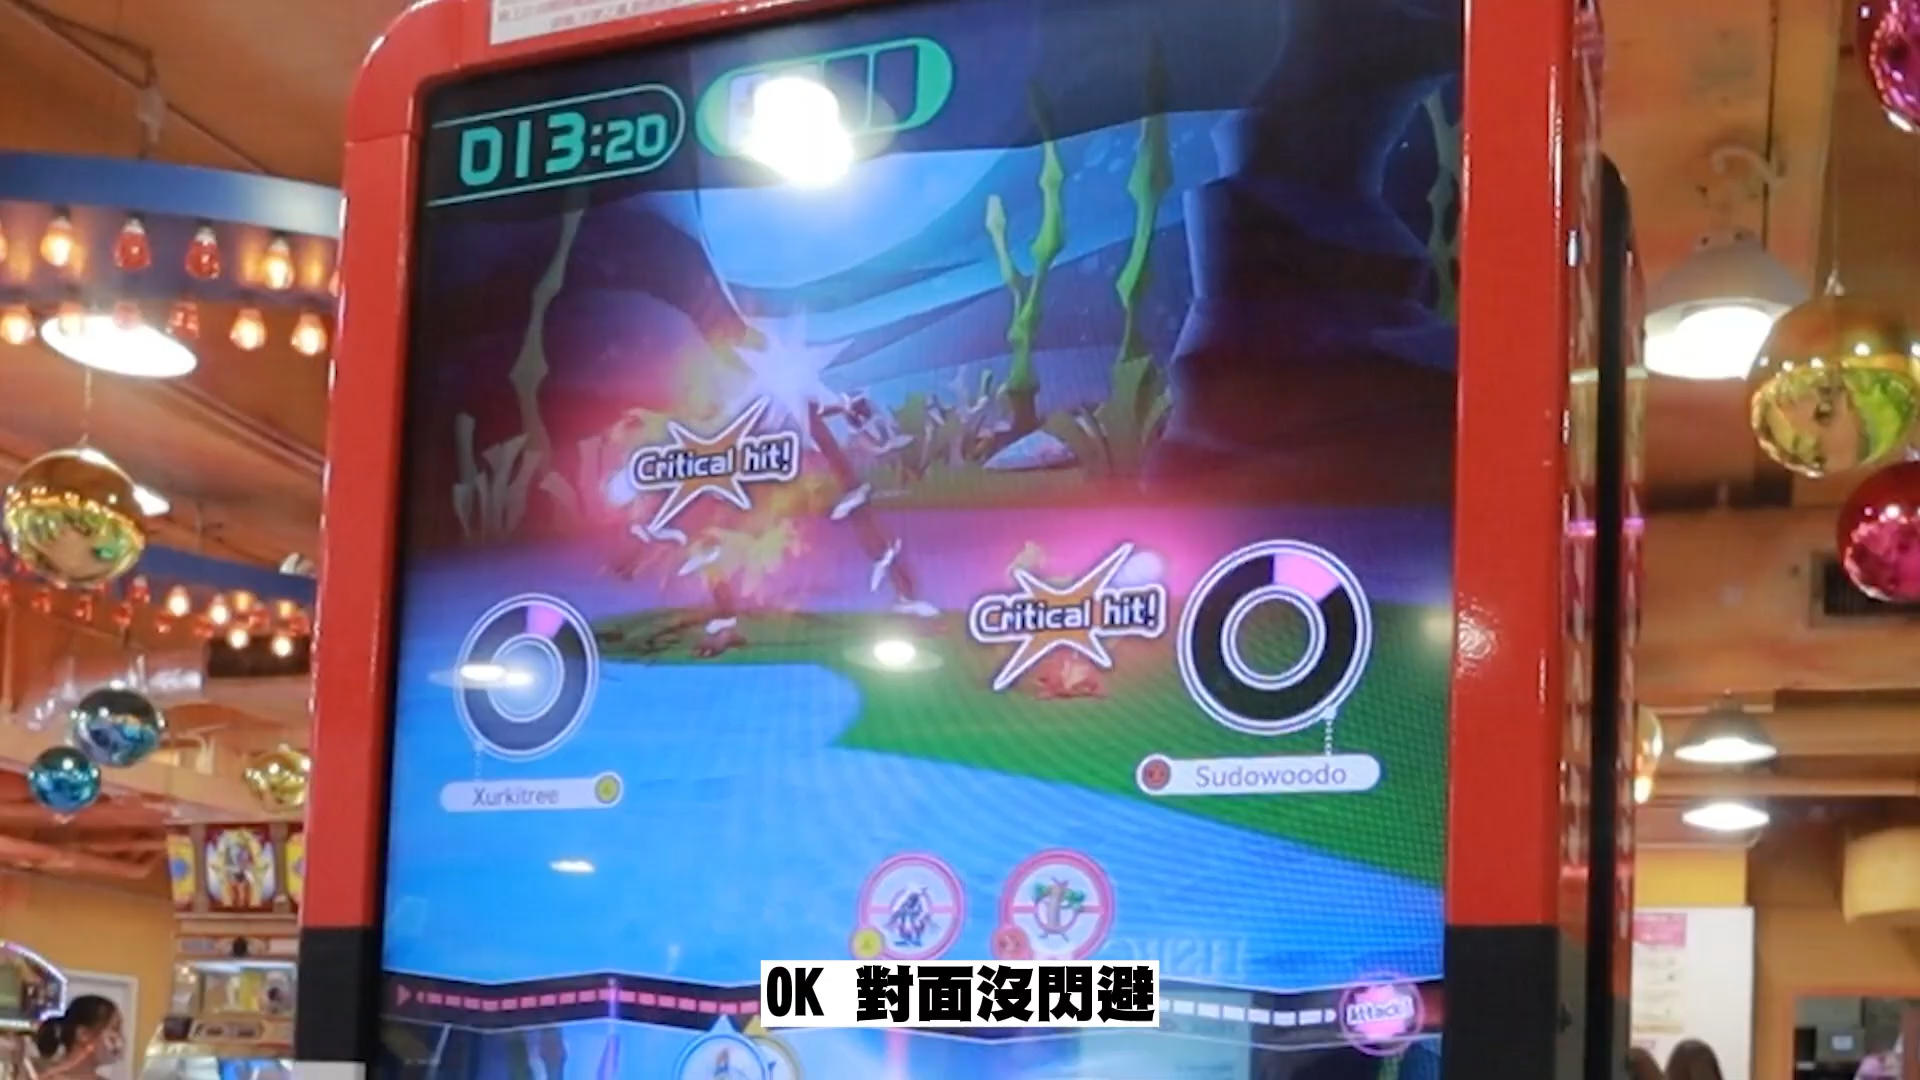 013:20
Critical hit!
Critical hit!
Xurkitree
Sudowoodo
Attack!
OK 對面沒閃避